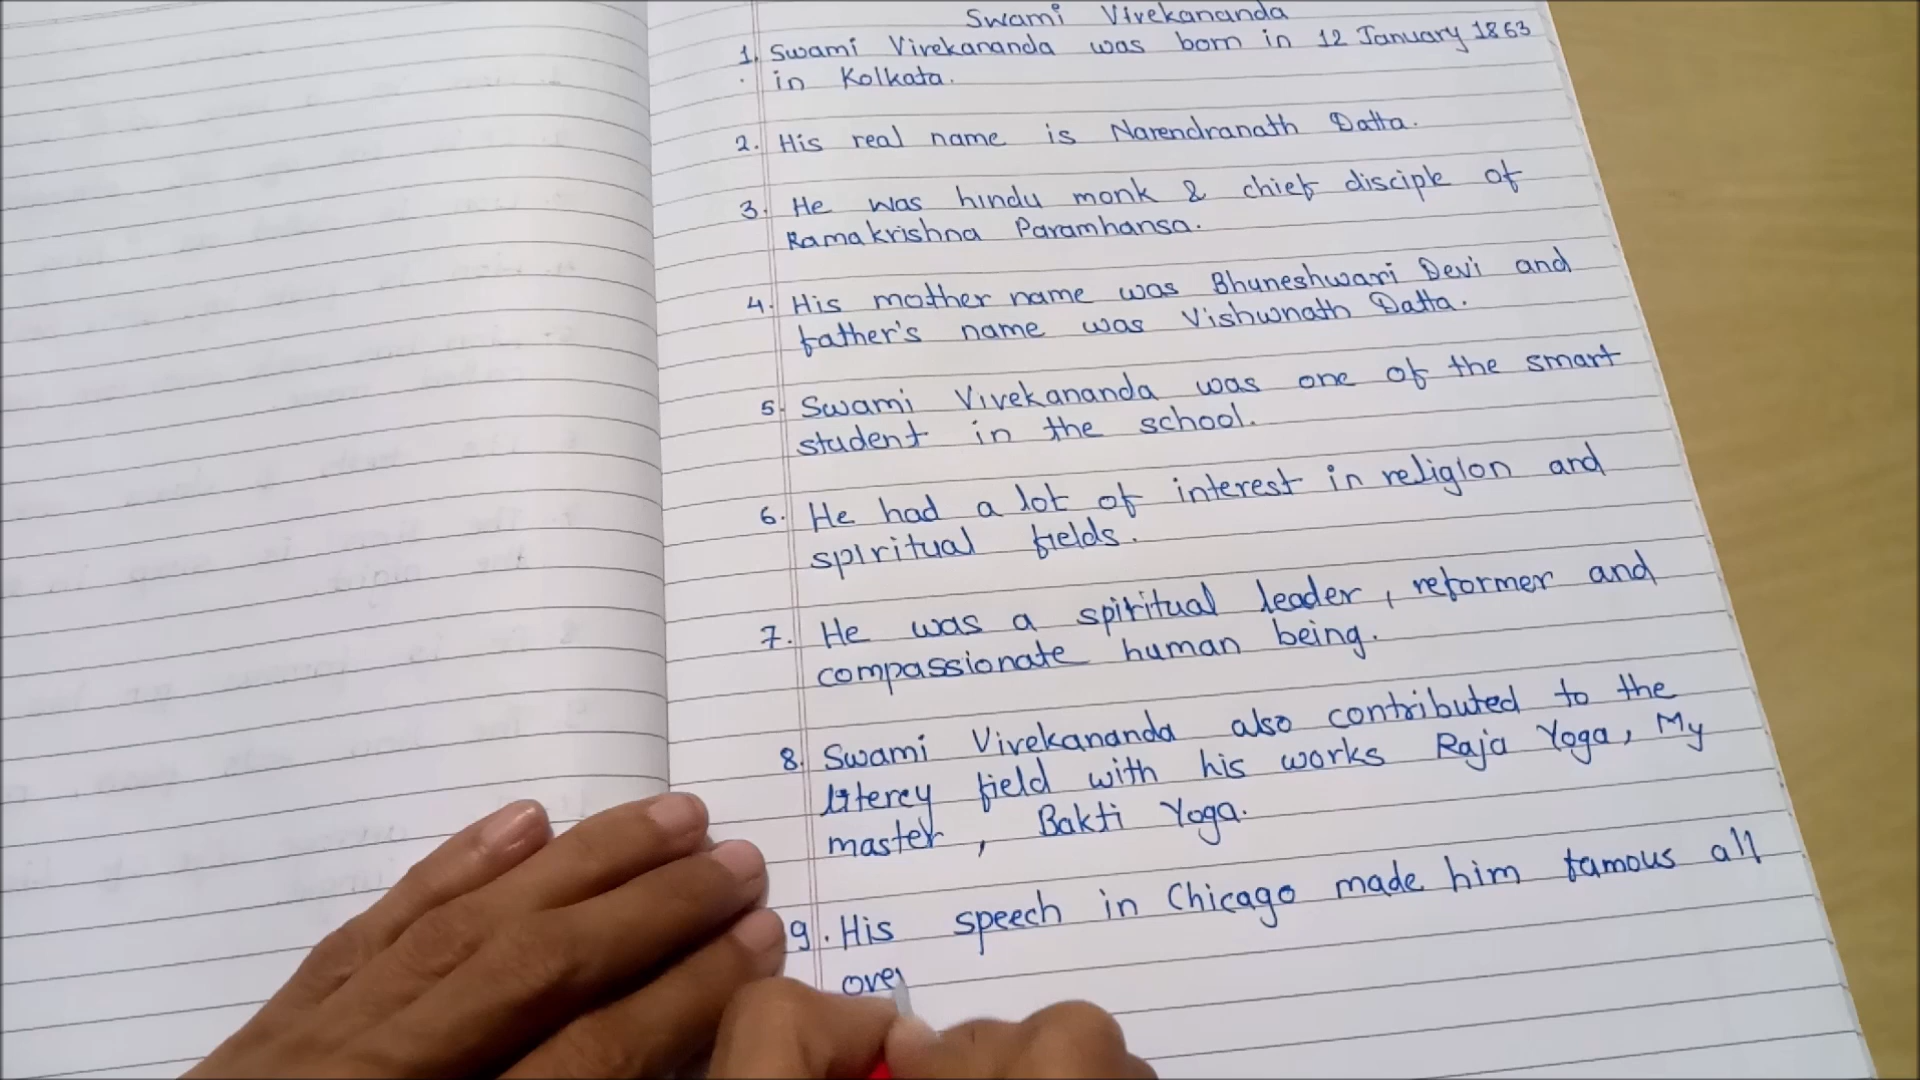 Swami Vivekananda
1. Swami Vivekananda was born in 12 January 1863
in Kolkata.
2. His real name is Narendranath Datta.
3. He was hindu monk & chief disciple of
Ramakrishna Paramhansa.
4. His mother name was Bhuneshwari Devi and
father's name was Vishwnath Datta.
5. Swami Vivekananda was one of the smart
student in the school.
6. He had a lot of interest in religion and
spiritual fields.
7. He was a spiritual leader, reformer and
compassionate human being.
8. Swami Vivekananda also contributed to the
literey field with his works Raja Yoga, My
master, Bakti Yoga.
9. His speech in Chicago made him famous all
ove